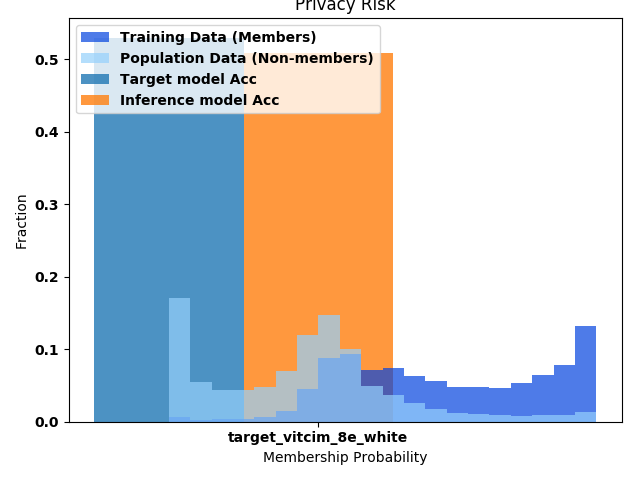 Privacy Risk
Training Data (Members)
Population Data (Non-members)
Target model Acc
Inference model Acc
Fraction
0.5
0.4
0.3
0.2
0.1
0.0
target_vitcim_8e_white
Membership Probability